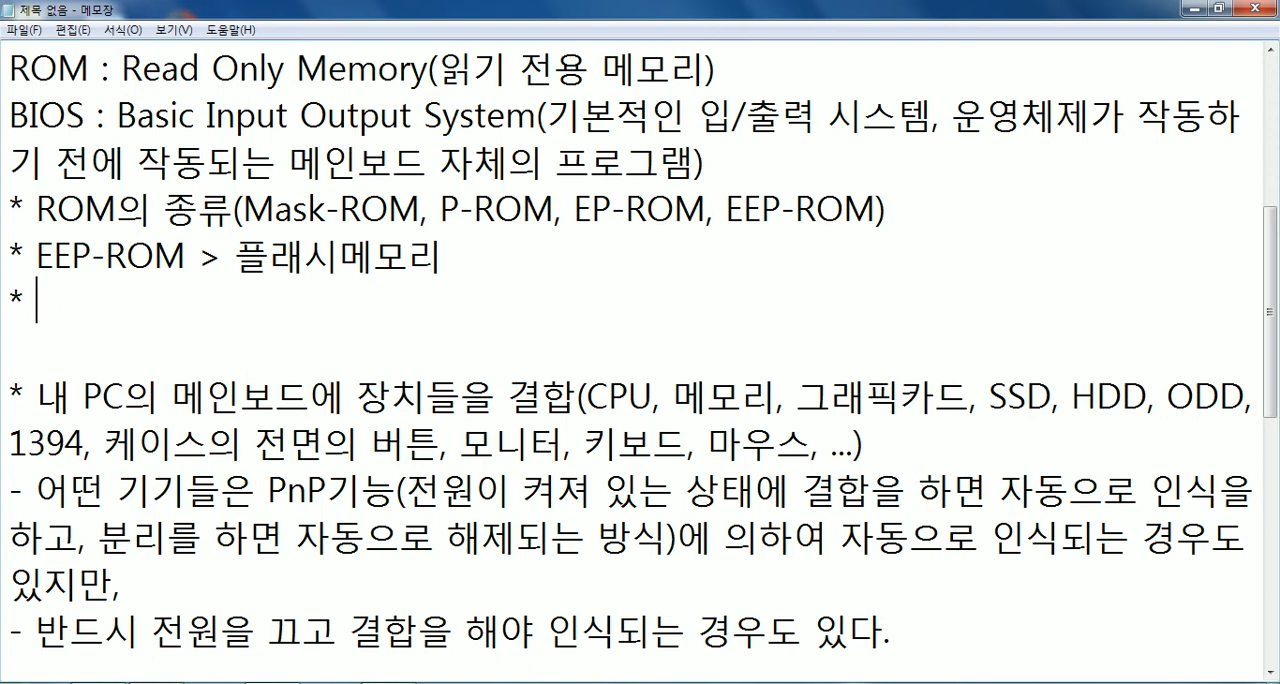 제목 없음 - 메모장
파일(F) 편집(E) 서식(O) 보기(V) 도움말(H)
ROM : Read Only Memory(읽기 전용 메모리)
BIOS : Basic Input Output System(기본적인 입/출력 시스템, 운영체제가 작동하
기 전에 작동되는 메인보드 자체의 프로그램)
* ROM의 종류(Mask-ROM, P-ROM, EP-ROM, EEP-ROM)
* EEP-ROM > 플래시메모리
*
* 내 PC의 메인보드에 장치들을 결합(CPU, 메모리, 그래픽카드, SSD, HDD, ODD,
1394, 케이스의 전면의 버튼, 모니터, 키보드, 마우스, ...)
- 어떤 기기들은 PnP기능(전원이 켜져 있는 상태에 결합을 하면 자동으로 인식을
하고, 분리를 하면 자동으로 해제되는 방식)에 의하여 자동으로 인식되는 경우도
있지만,
- 반드시 전원을 끄고 결합을 해야 인식되는 경우도 있다.